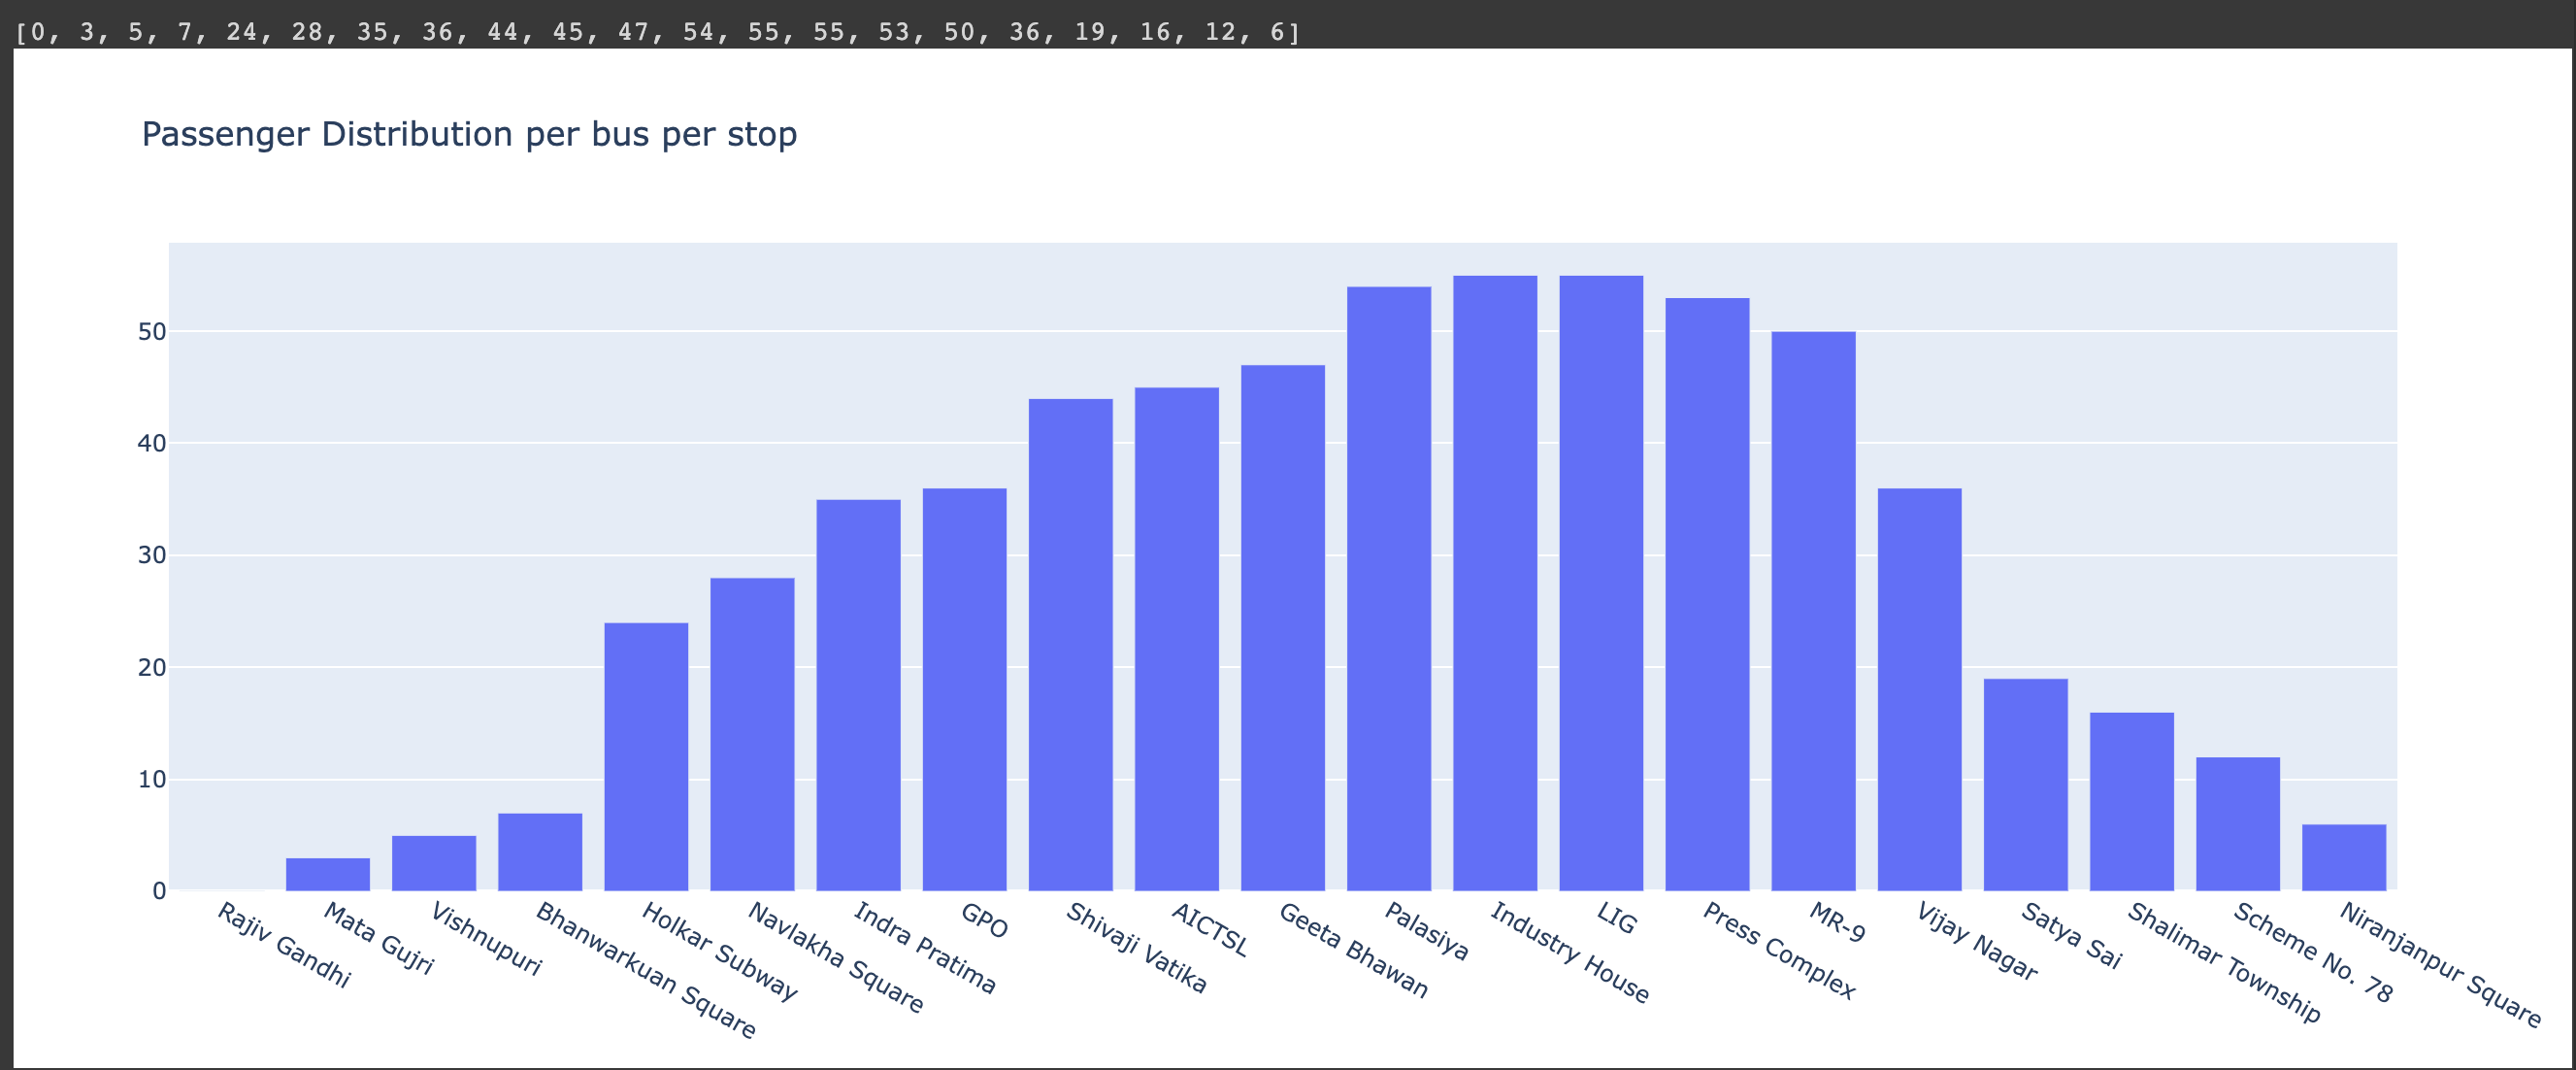 [0, 3, 5, 7, 24, 28, 35, 36, 44, 45, 47, 54, 55, 55, 53, 50, 36, 19, 16, 12, 6]
Passenger Distribution per bus per stop
50
40
30
20
10
0
Rajiv Gandhi
Mata Gujri
Vishnupuri
Bhanwarkuan Square
Holkar Subway
Navlakha Square
Indra Pratima
GPO
Shivaji Vatika
AICTSL
Geeta Bhawan
Palasiya
Industry House
LIG
Press Complex
MR-9
Vijay Nagar
Satya Sai
Shalimar Township
Scheme No. 78
Niranjanpur Square